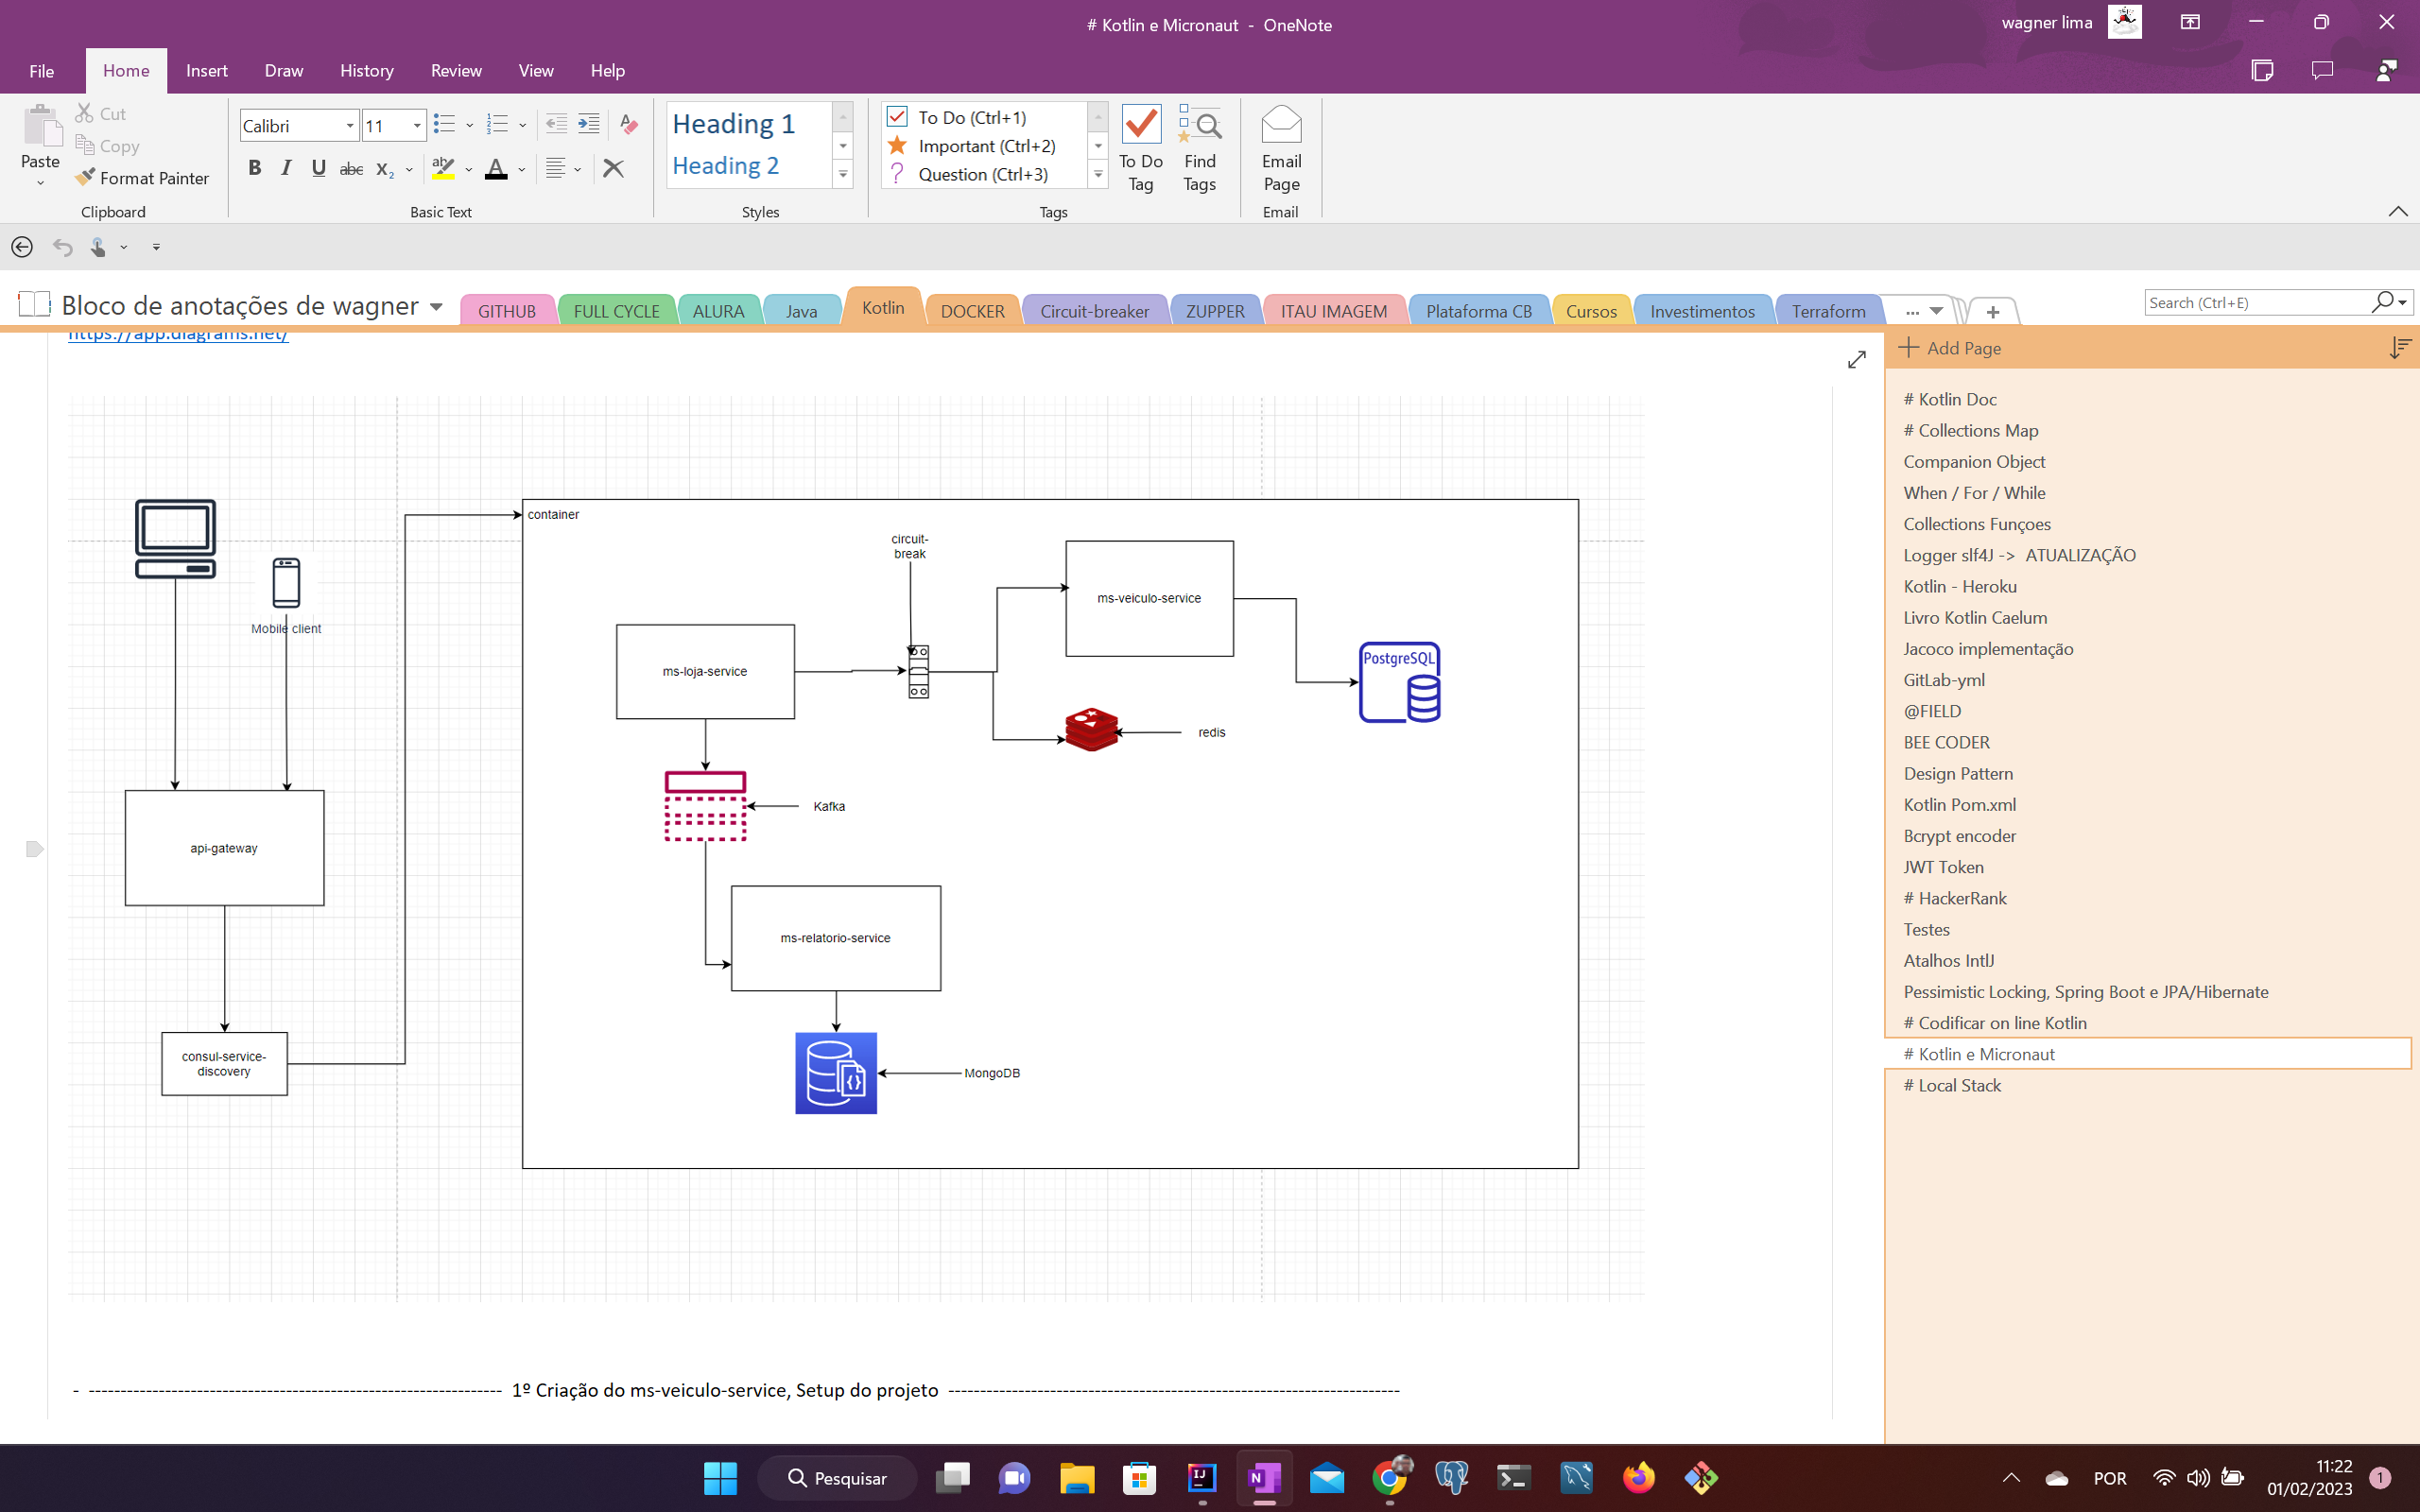 # Kotlin e Micronaut - OneNote
wagner lima
File
Home
Insert
Draw
History
Review
View
Help
Paste
Cut
Copy
Format Painter
Clipboard
Calibri
11
B I U abc X2 ab A
Basic Text
Heading 1
Heading 2
Styles
To Do (Ctrl+1)
Important (Ctrl+2)
Question (Ctrl+3)
To Do
Tag
Find
Tags
Tags
Email
Page
Email
Bloco de anotações de wagner
GITHUB
FULL CYCLE
ALURA
Java
Kotlin
DOCKER
Circuit-breaker
ZUPPER
ITAU IMAGEM
Plataforma CB
Cursos
Investimentos
Terraform
...
Search (Ctrl+E)
https://app.diagrams.net/
container
circuit-
break
Mobile client
ms-loja-service
ms-veiculo-service
PostgreSQL
redis
Kafka
api-gateway
ms-relatorio-service
consul-service-
discovery
MongoDB
- ------------------------------------------------------------------ 1º Criação do ms-veiculo-service, Setup do projeto ------------------------------------------------------------------------
Add Page
# Kotlin Doc
# Collections Map
Companion Object
When / For / While
Collections Funçoes
Logger slf4J -> ATUALIZAÇÃO
Kotlin - Heroku
Livro Kotlin Caelum
Jacoco implementação
GitLab-yml
@FIELD
BEE CODER
Design Pattern
Kotlin Pom.xml
Bcrypt encoder
JWT Token
# HackerRank
Testes
Atalhos IntlJ
Pessimistic Locking, Spring Boot e JPA/Hibernate
# Codificar on line Kotlin
# Kotlin e Micronaut
# Local Stack
Pesquisar
POR
11:22
01/02/2023
1